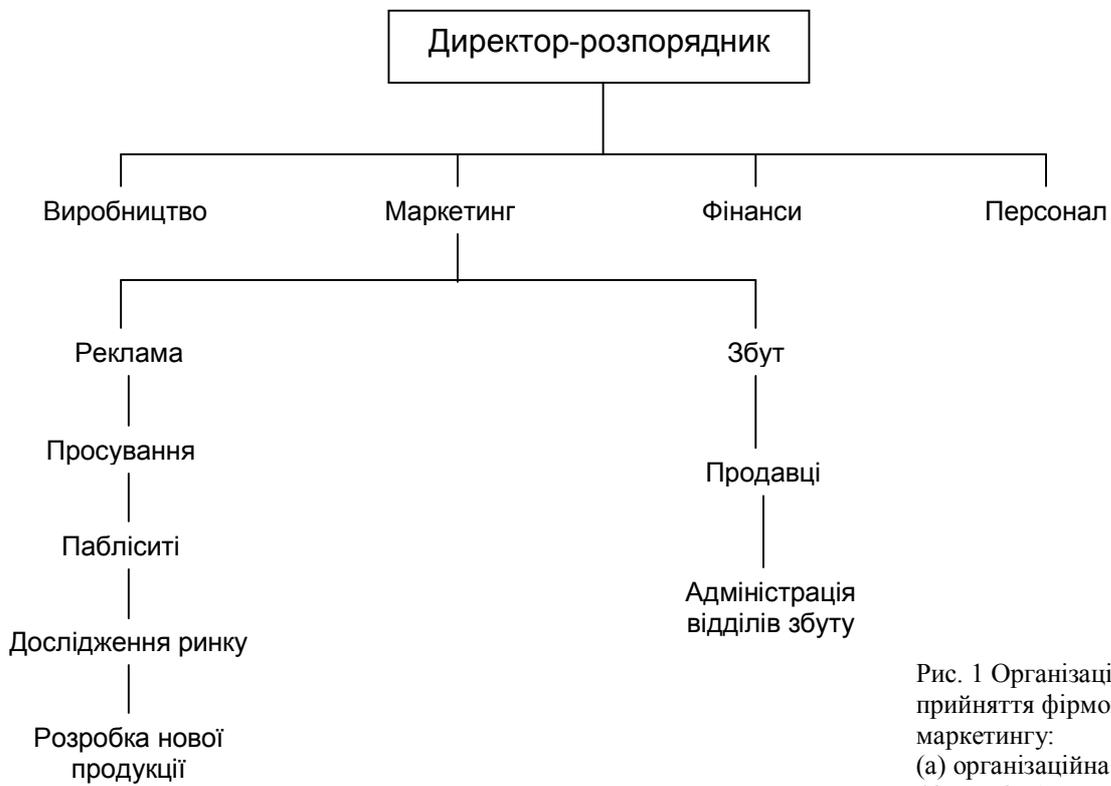 Директор-розпорядник
Виробництво Маркетинг Фінанси Персонал
Реклама Збут
Просування
Продавці
Пабліситі
Адміністрація
відділів збуту
Дослідження ринку
Розробка нової
продукції
Рис. 1 Організаці
прийняття фірмо
маркетингу:
(а) організаційна